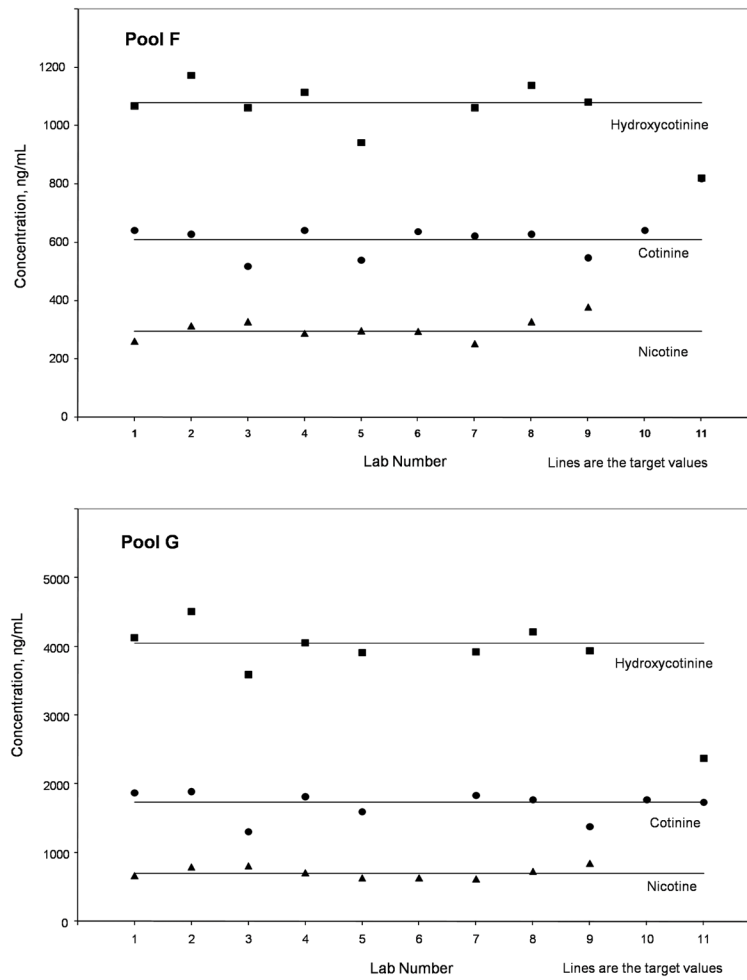 Pool F
1200
1000
800
600
400
200
0
Concentration, ng/mL
Hydroxycotinine
Cotinine
Nicotine
1 2 3 4 5 6 7 8 9 10 11
Lab Number
Lines are the target values
Pool G
5000
4000
3000
2000
1000
0
Concentration, ng/mL
Hydroxycotinine
Cotinine
Nicotine
1 2 3 4 5 6 7 8 9 10 11
Lab Number
Lines are the target values